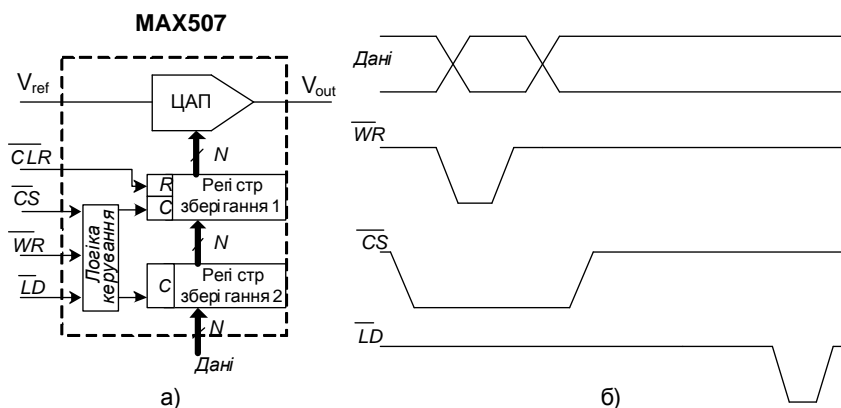 MAX507
Vref
ЦАП
Vout
N
CLR
R
Регістр
зберігання 1
C
CS
Логіка
керування
N
WR
LD
C
Регістр
зберігання 2
N
Дані
а)
Дані
WR
CS
LD
б)